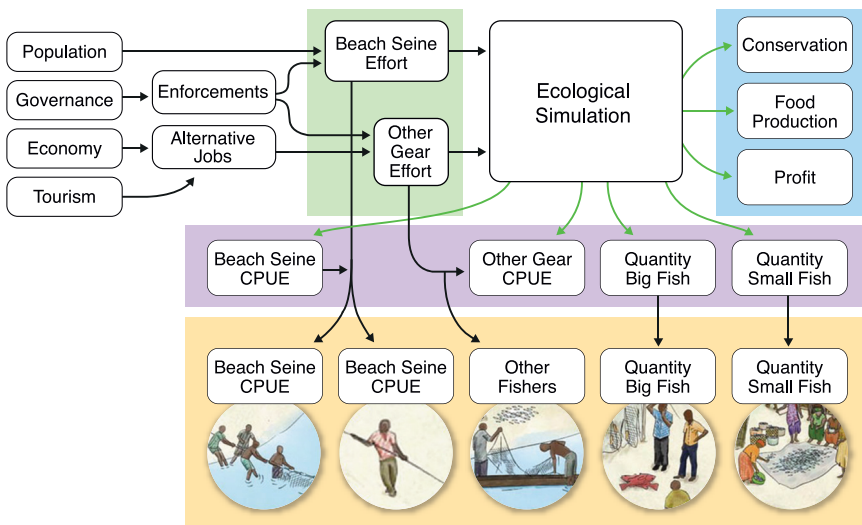 Population
Governance
Economy
Tourism
Enforcements
Alternative
Jobs
Beach Seine
Effort
Other
Gear
Effort
Ecological
Simulation
Conservation
Food
Production
Profit
Beach Seine
CPUE
Other Gear
CPUE
Quantity
Big Fish
Quantity
Small Fish
Beach Seine
CPUE
Beach Seine
CPUE
Other
Fishers
Quantity
Big Fish
Quantity
Small Fish